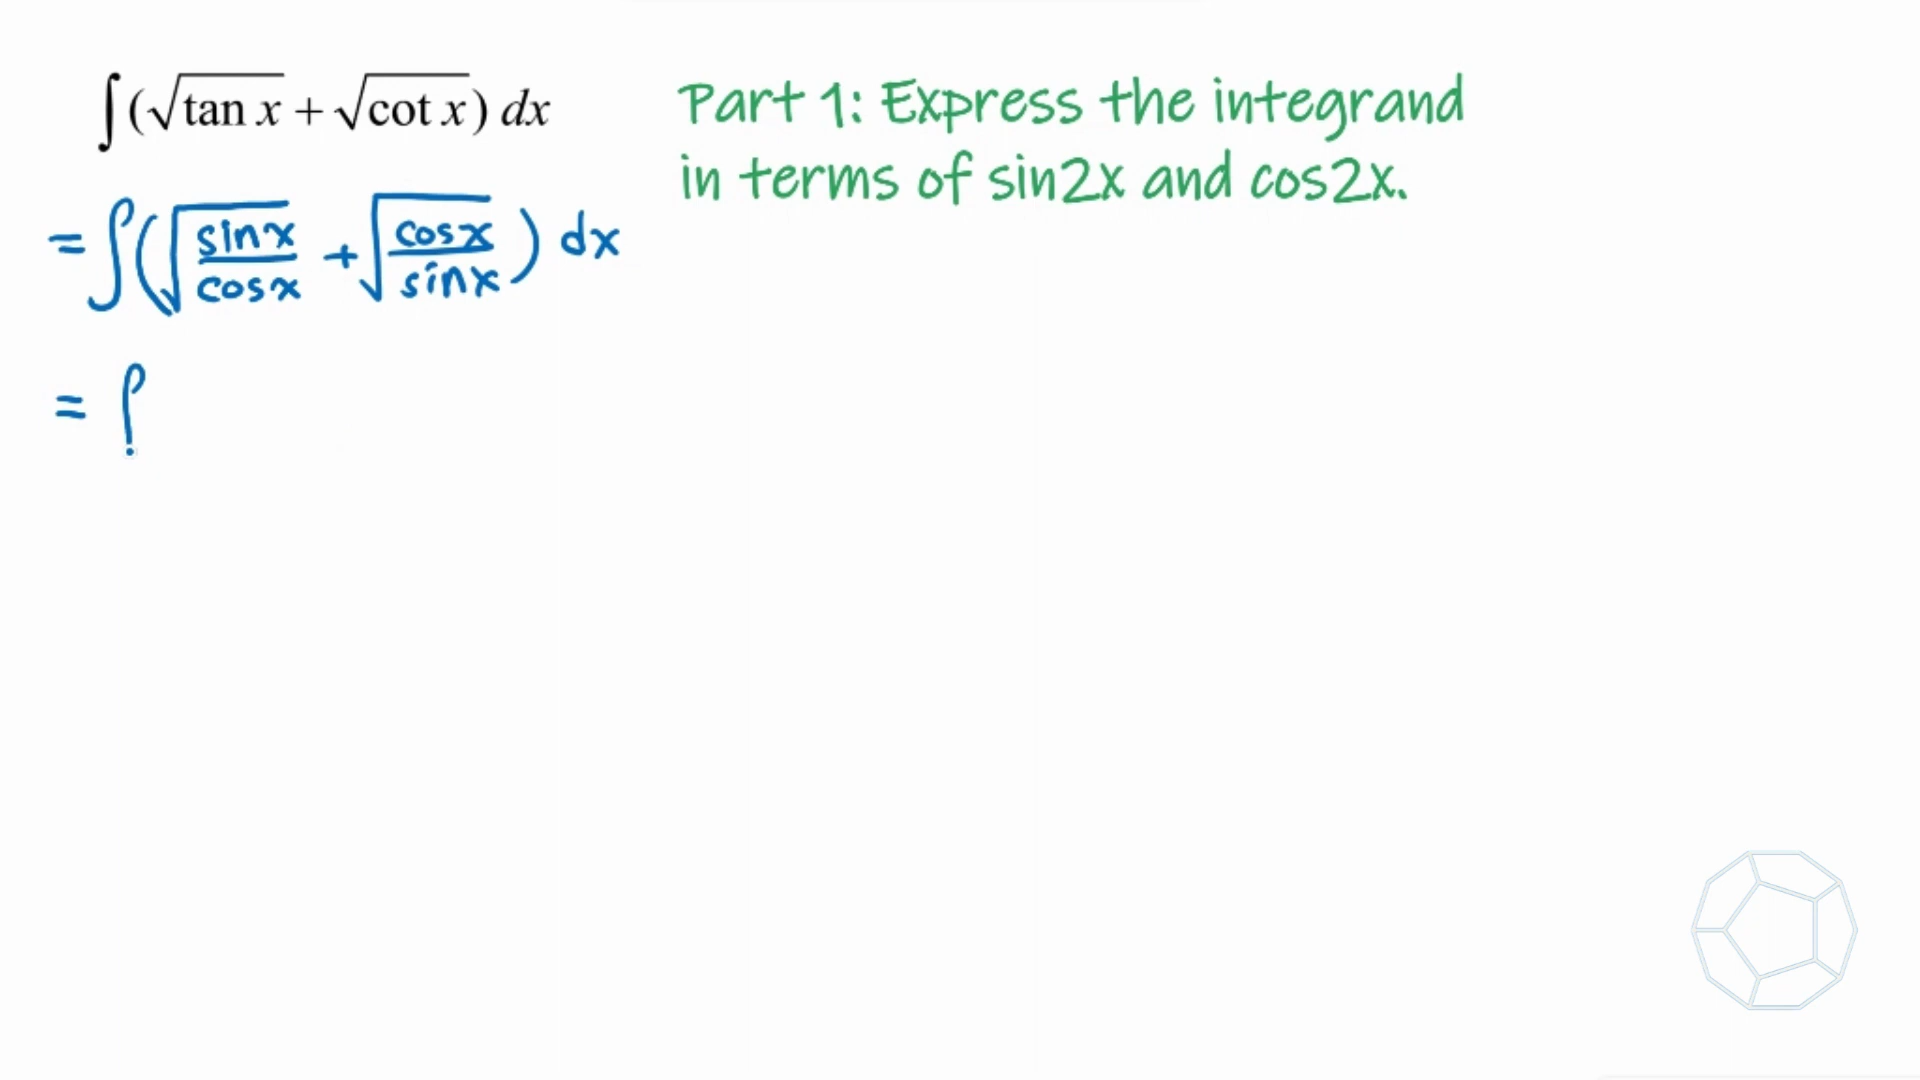 ∫(√tan x + √cot x) dx
Part 1: Express the integrand
in terms of sin2x and cos2x.
= ∫(√(sinx/cosx) + √(cosx/sinx)) dx
= ∫